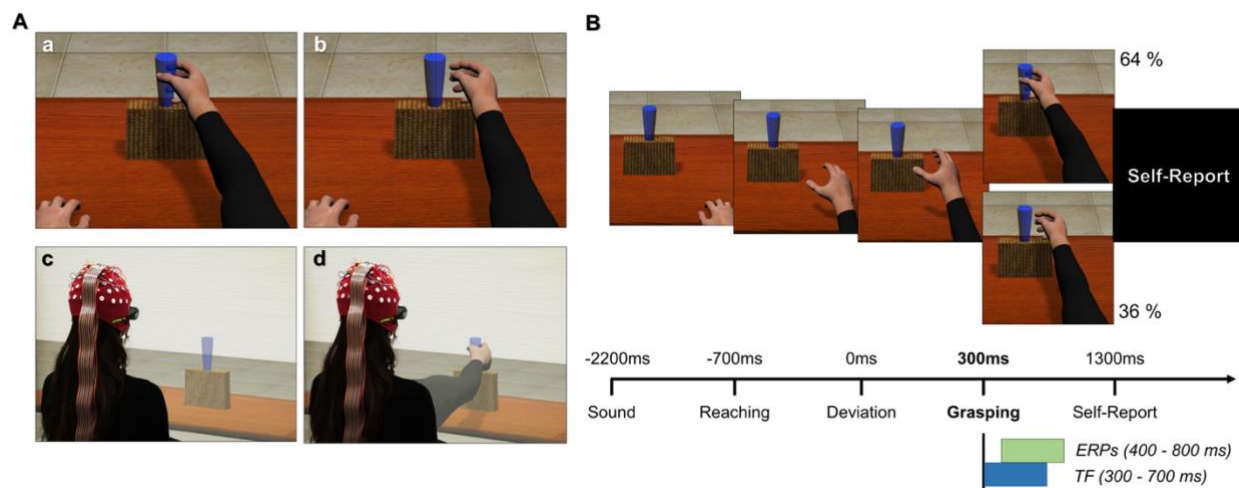 A
a
b
c
d
B
64 %
Self-Report
36 %
-2200ms
-700ms
0ms
300ms
1300ms
Sound
Reaching
Deviation
Grasping
Self-Report
ERPs (400 - 800 ms)
TF (300 - 700 ms)